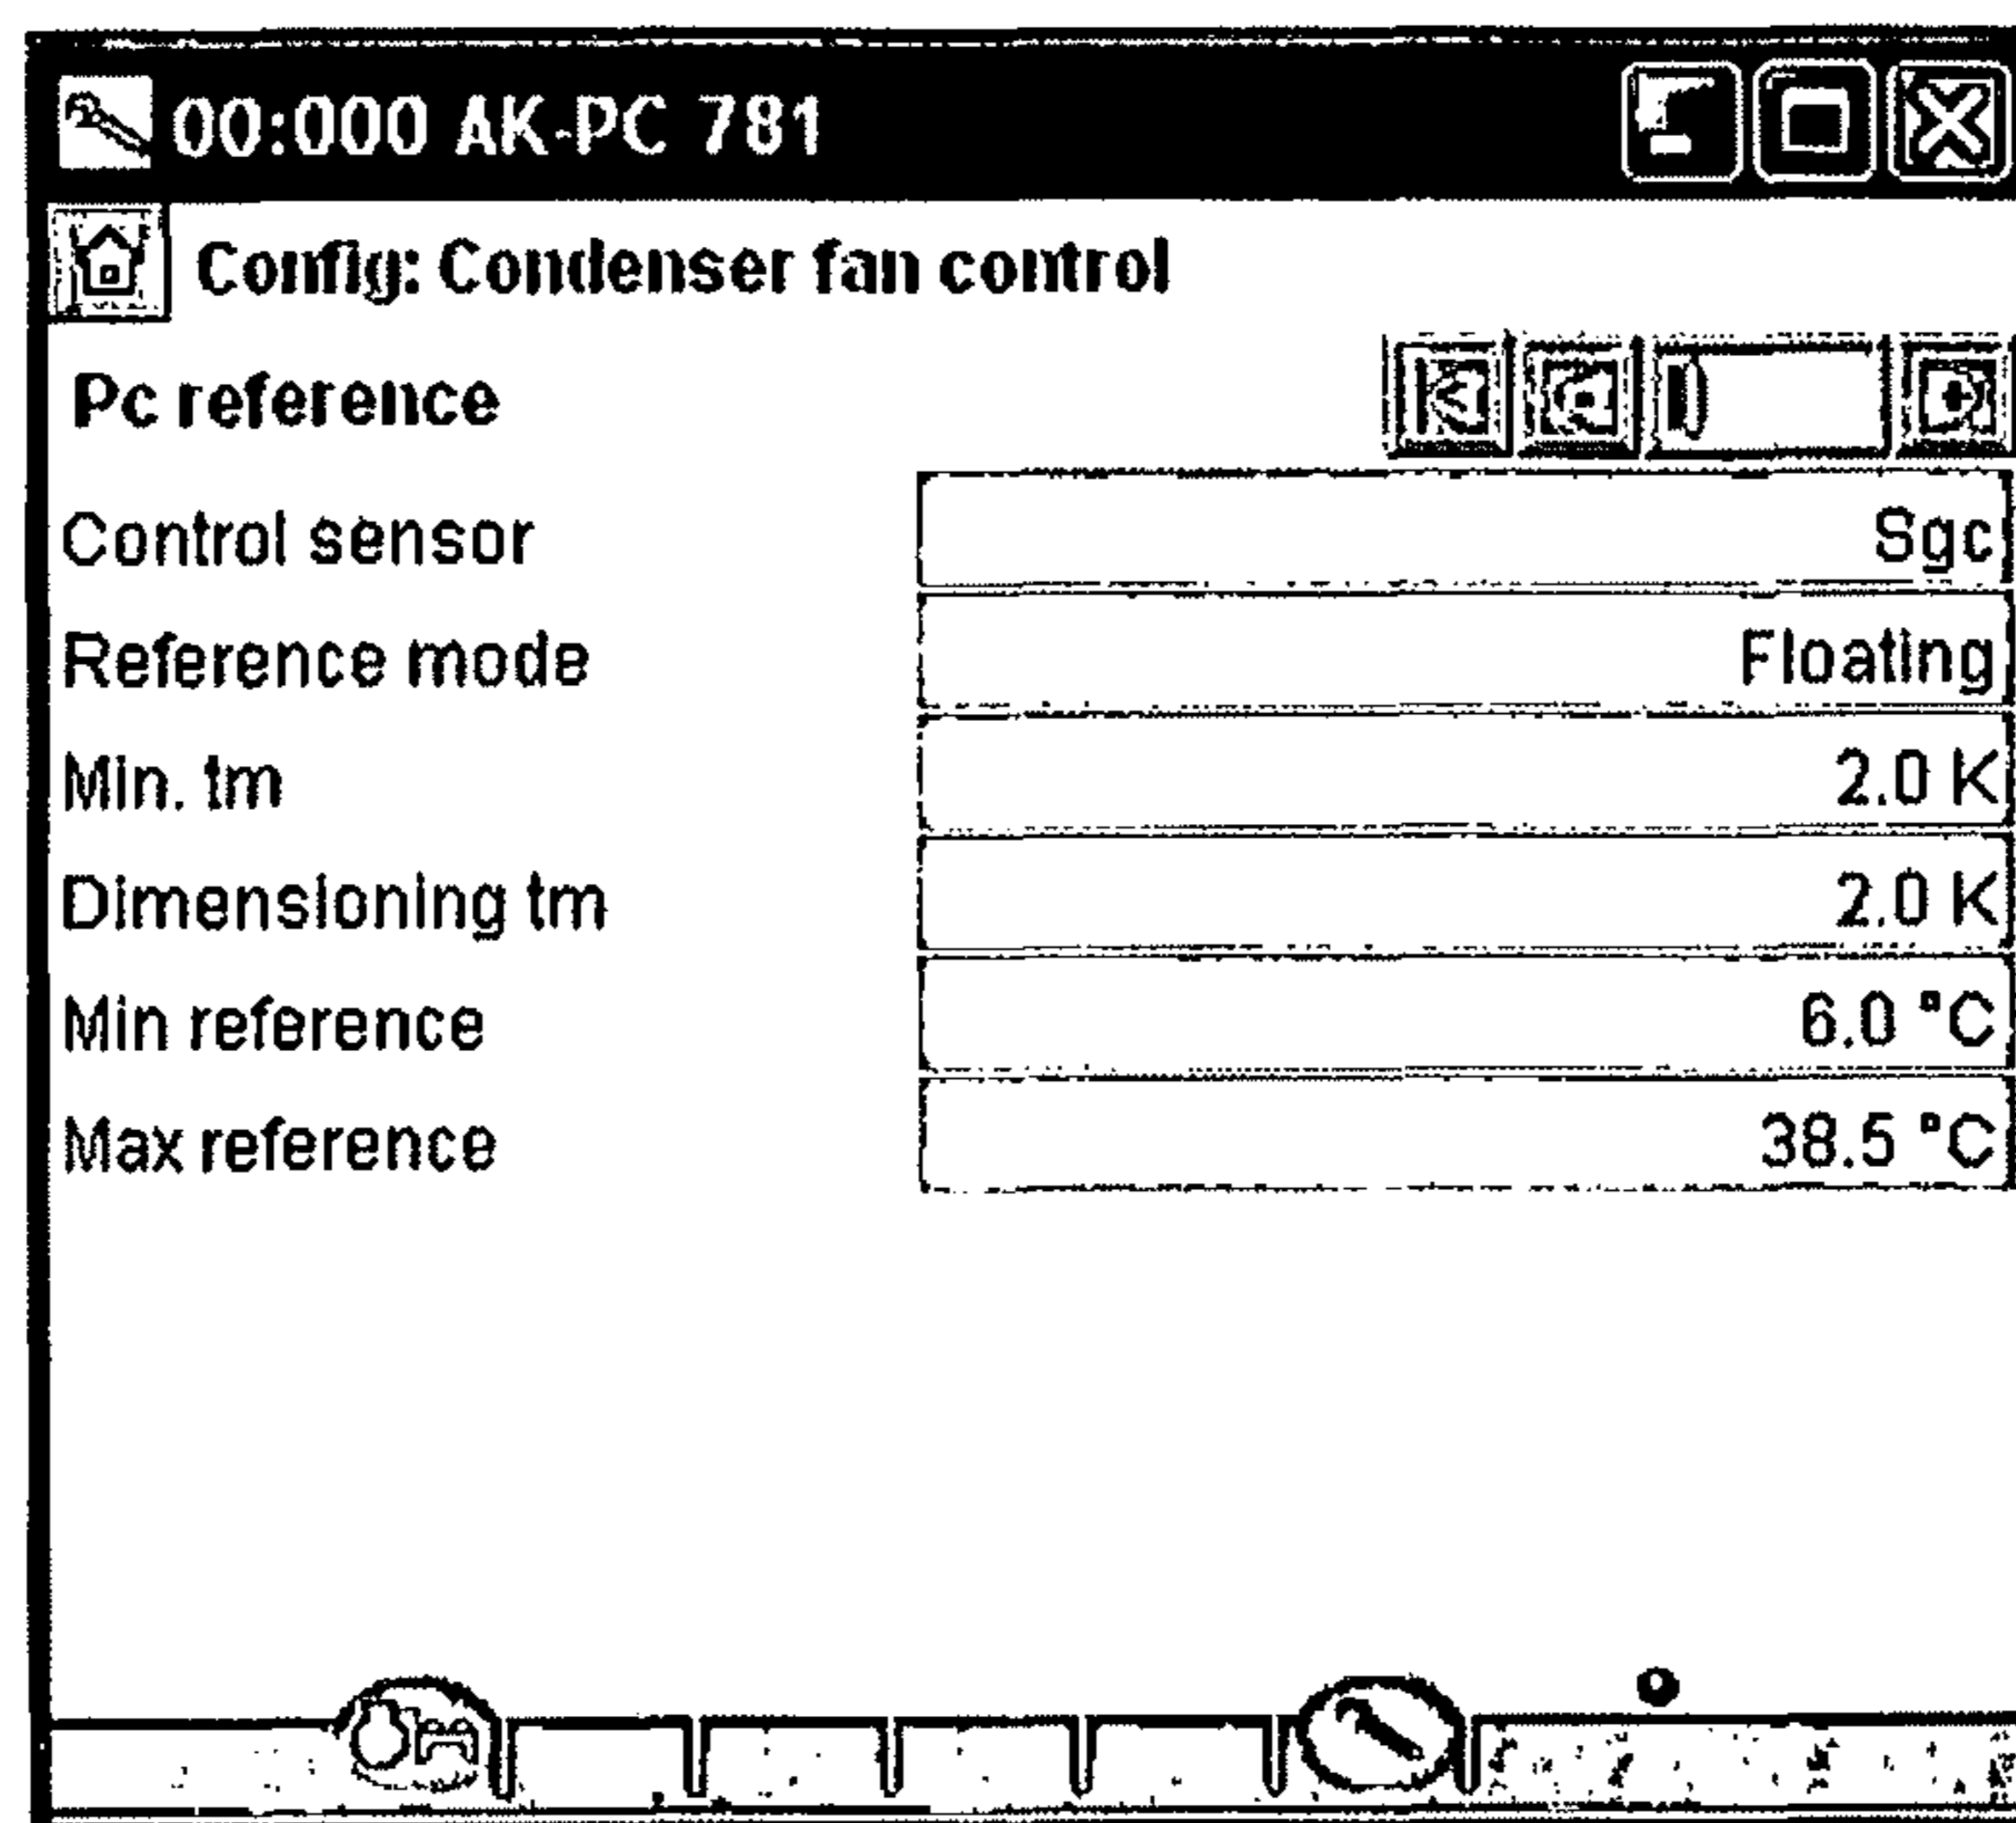 00:000 AK-PC 781
Config: Condenser fan control
Pc reference
Control sensor Sgc
Reference mode Floating
Min. tm 2.0 K
Dimensioning tm 2.0 K
Min reference 6.0 °C
Max reference 38.5 °C